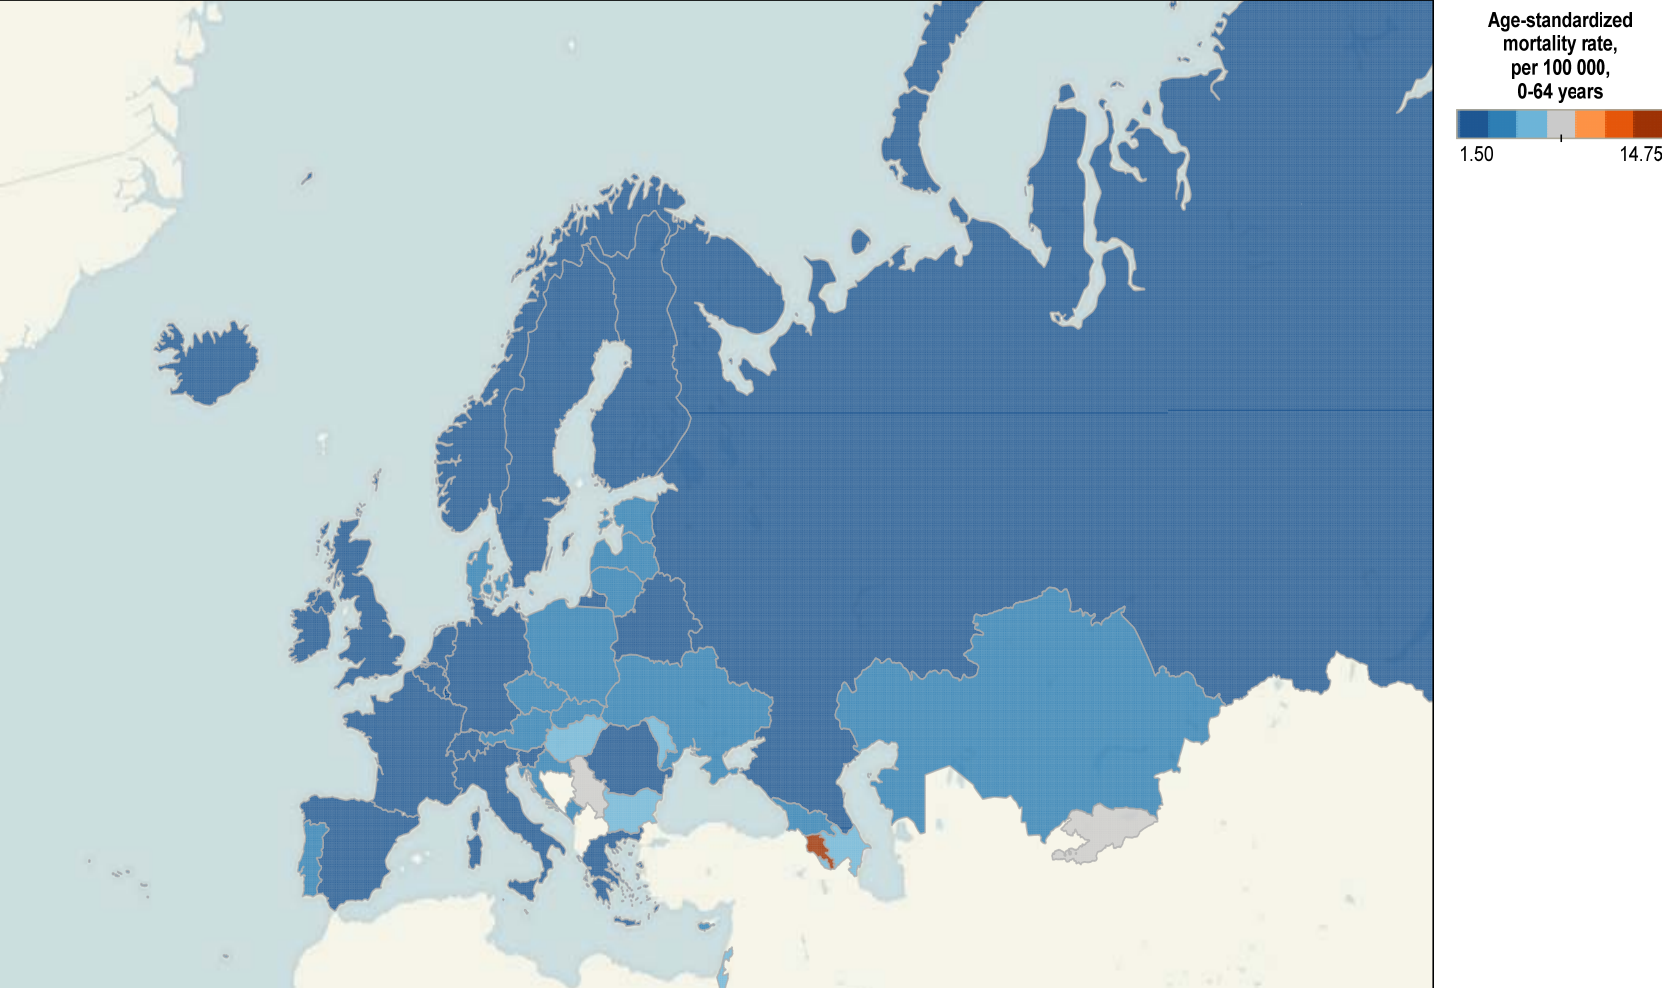 Age-standardized
mortality rate,
per 100 000,
0-64 years
1.50 14.75